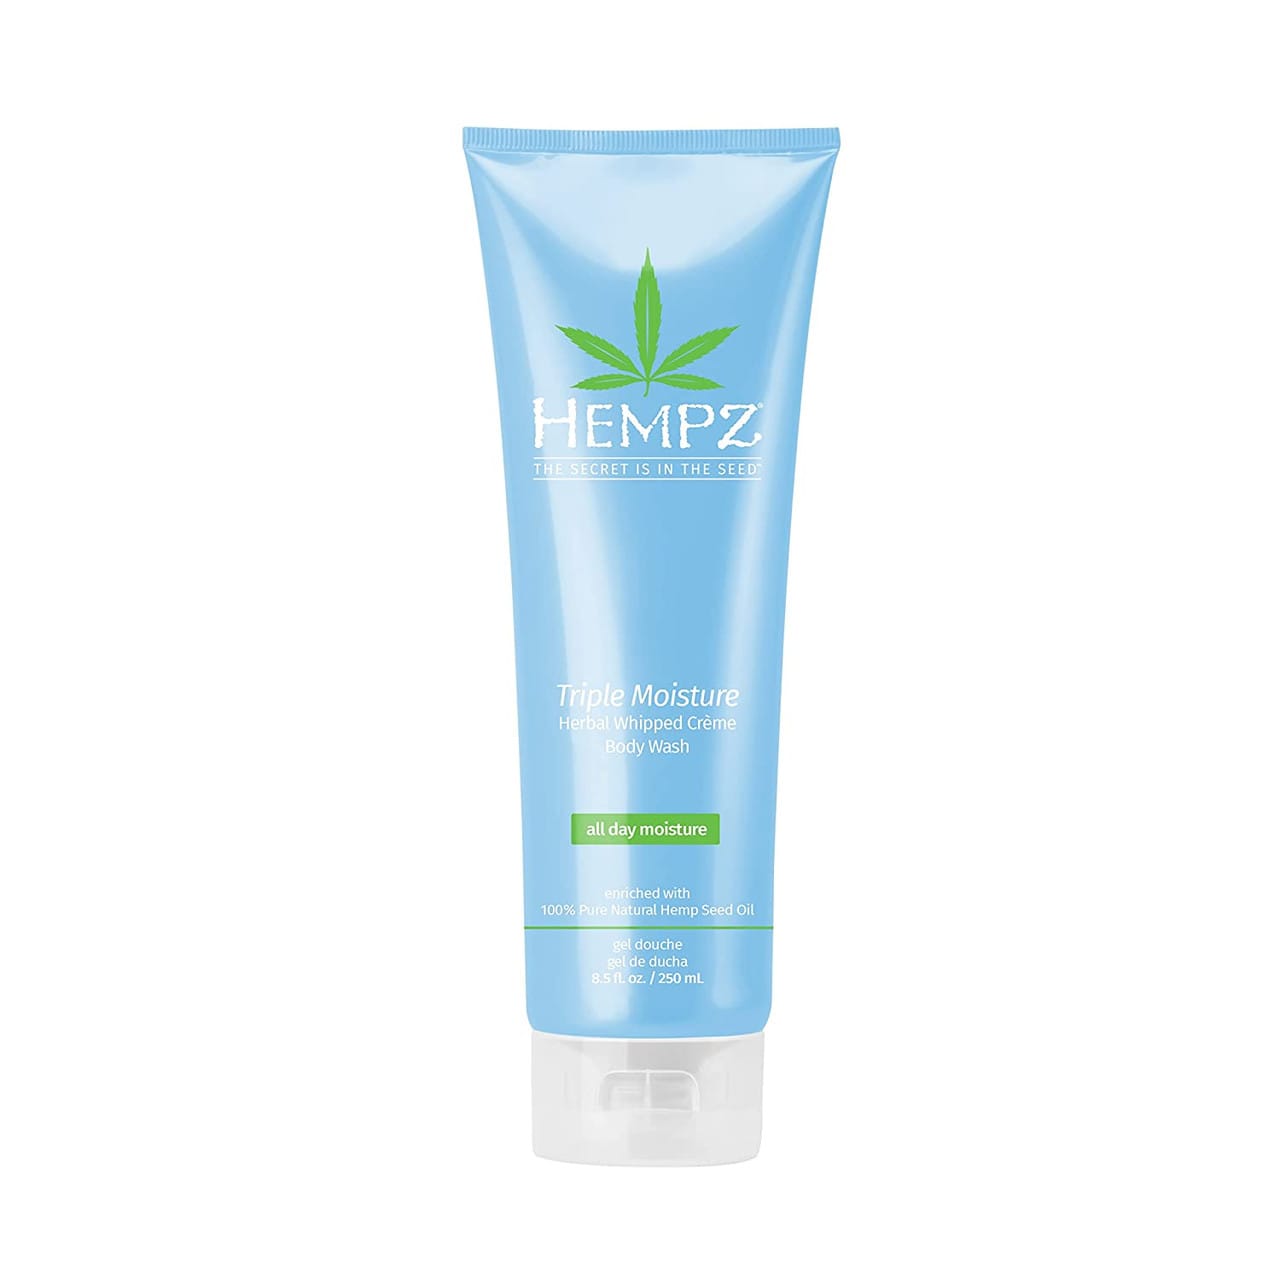 HEMPZ®
THE SECRET IS IN THE SEED™
Triple Moisture
Herbal Whipped Crème
Body Wash
all day moisture
enriched with
100% Pure Natural Hemp Seed Oil
gel douche
gel de ducha
8.5 fl. oz. / 250 mL